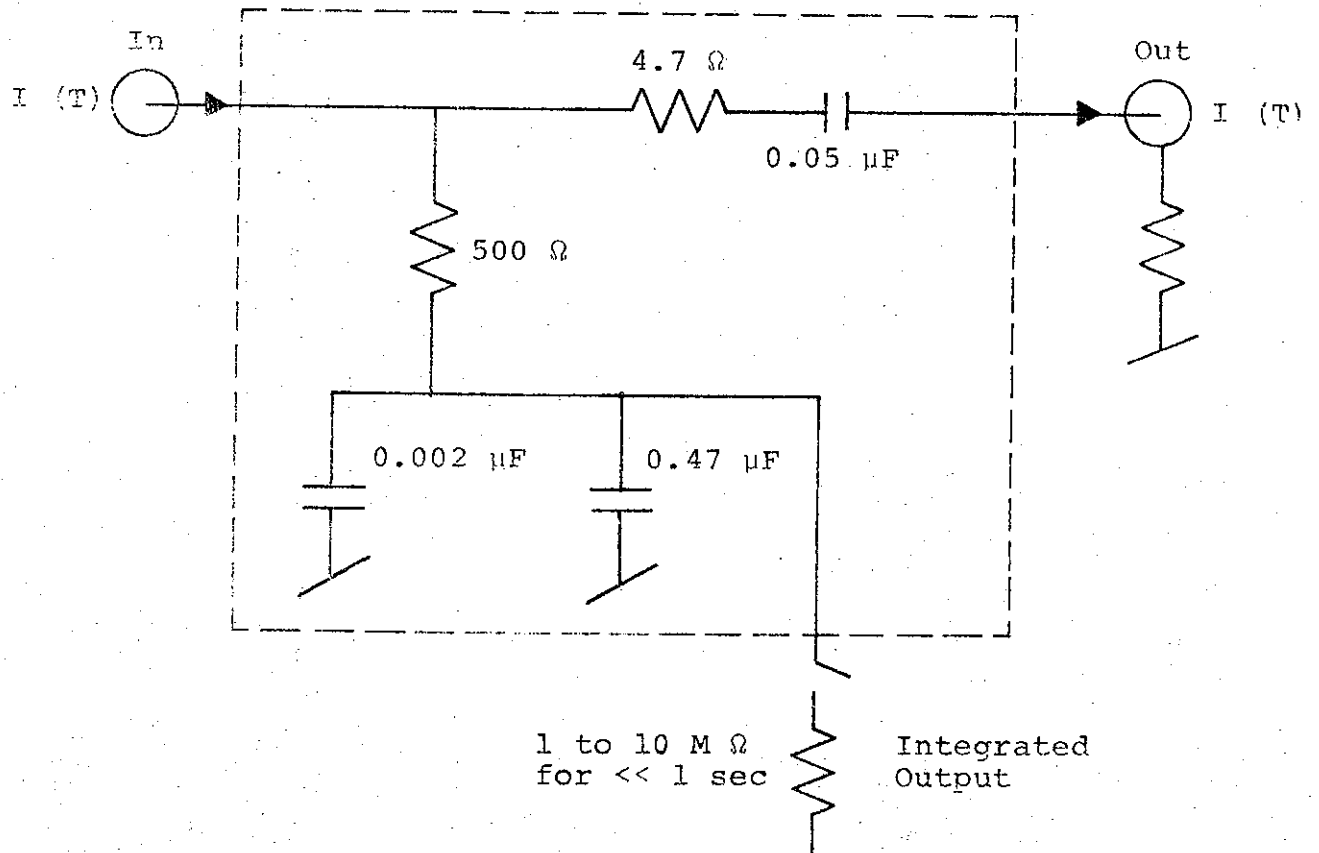 In
I (T)
4.7 Ω
0.05 μF
Out
I (T)
500 Ω
0.002 μF
0.47 μF
1 to 10 M Ω
for << 1 sec
Integrated
Output